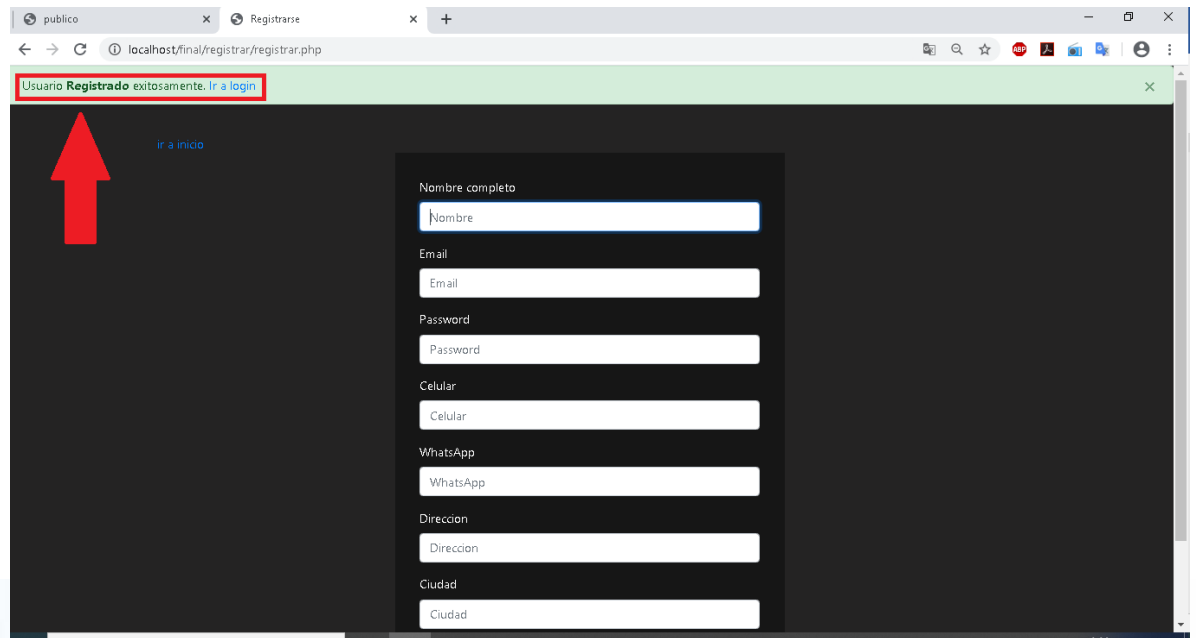 publico
Registrarse
localhost/final/registrar/registrar.php
ABP
Usuario Registrado exitosamente. Ir a login
ir a inicio
Nombre completo
Nombre
Email
Email
Password
Password
Celular
Celular
WhatsApp
WhatsApp
Direccion
Direccion
Ciudad
Ciudad